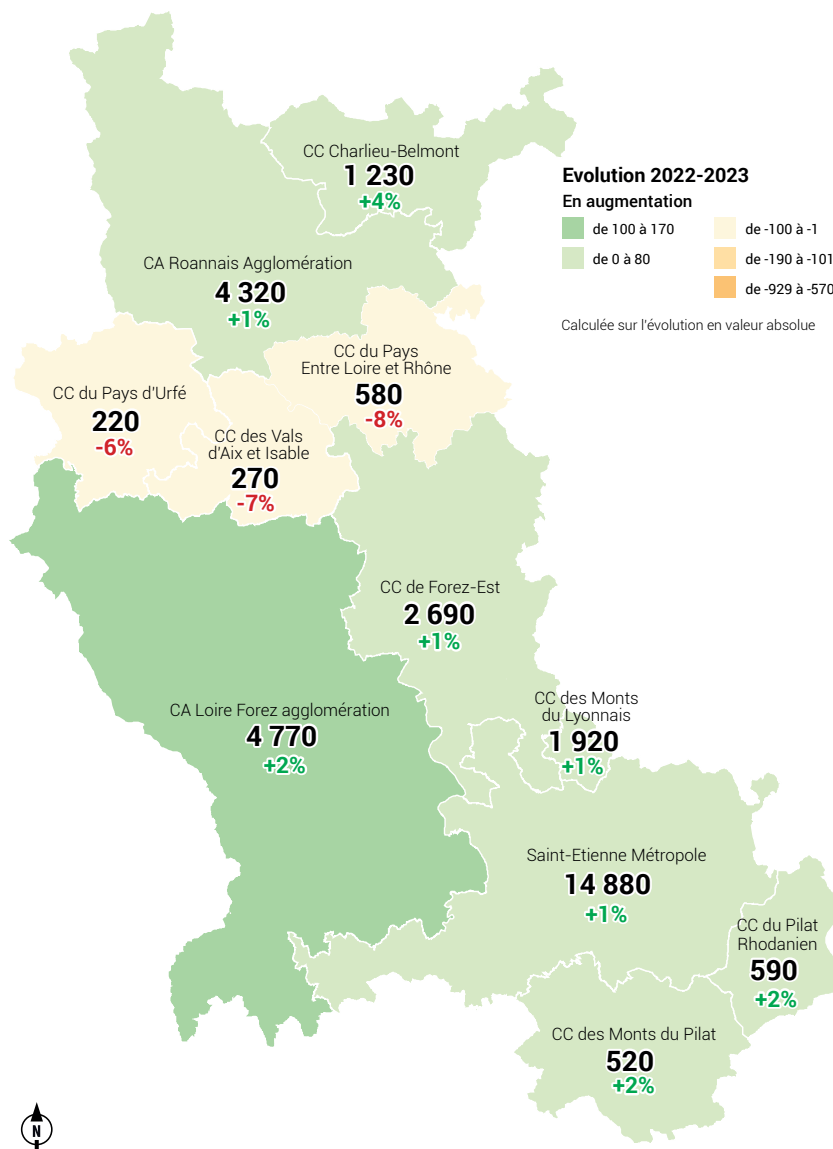 CC Charlieu-Belmont
1 230
+4%
Evolution 2022-2023
En augmentation
de 100 à 170
de 0 à 80
de -100 à -1
de -190 à -101
de -929 à -570
Calculée sur l'évolution en valeur absolue
CA Roannais Agglomération
4 320
+1%
CC du Pays
Entre Loire et Rhône
580
-8%
CC du Pays d'Urfé
220
-6%
CC des Vals
d'Aix et Isable
270
-7%
CC de Forez-Est
2 690
+1%
CC des Monts
du Lyonnais
1 920
+1%
CA Loire Forez agglomération
4 770
+2%
Saint-Etienne Métropole
14 880
+1%
CC du Pilat
Rhodanien
590
+2%
CC des Monts du Pilat
520
+2%
N